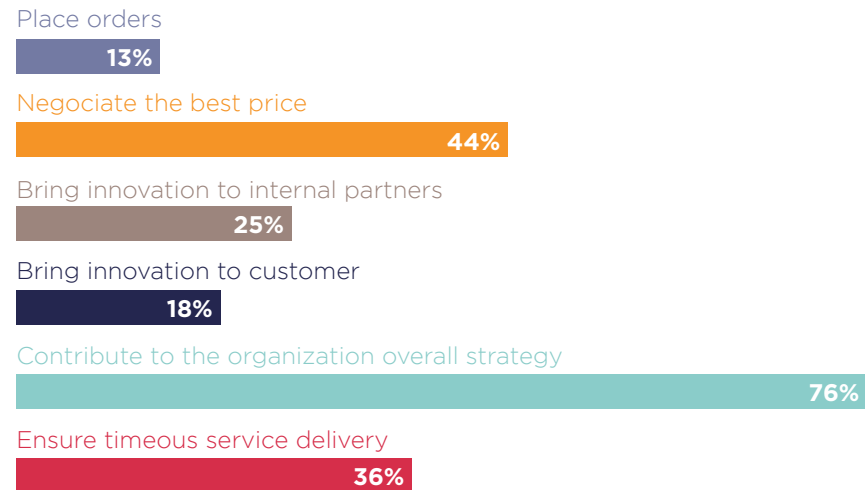 Place orders
13%
Negociate the best price
44%
Bring innovation to internal partners
25%
Bring innovation to customer
18%
Contribute to the organization overall strategy
76%
Ensure timeous service delivery
36%